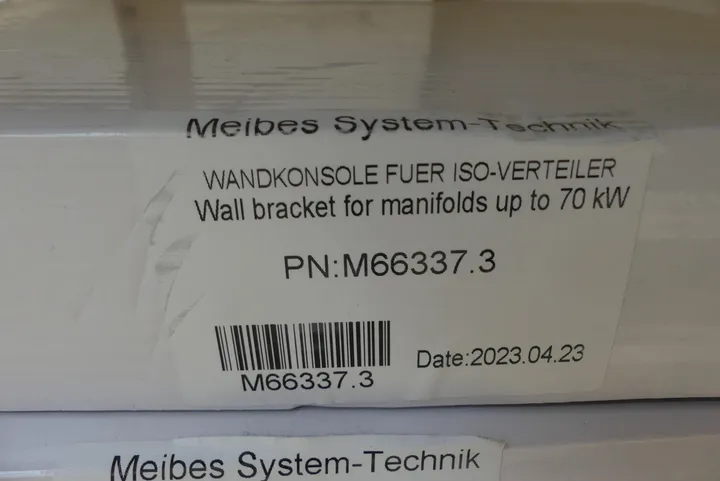 Meibes System-Technik
WANDKONSOLE FUER ISO-VERTEILER
Wall bracket for manifolds up to 70 kW
PN:M66337.3
M66337.3
Date:2023.04.23
Meibes System-Technik